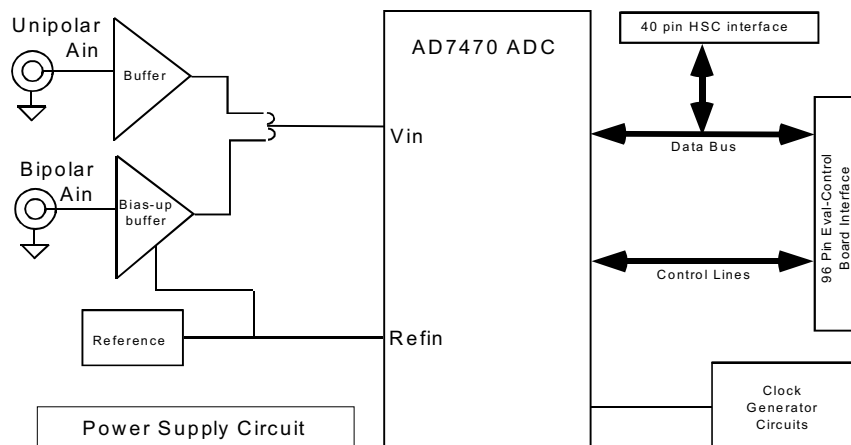 Unipolar
Ain
Buffer
Bipolar
Ain
Bias-up
buffer
Reference
Power Supply Circuit
AD7470 ADC
Vin
Refin
40 pin HSC interface
Data Bus
Control Lines
96 Pin Eval-Control
Board Interface
Clock
Generator
Circuits